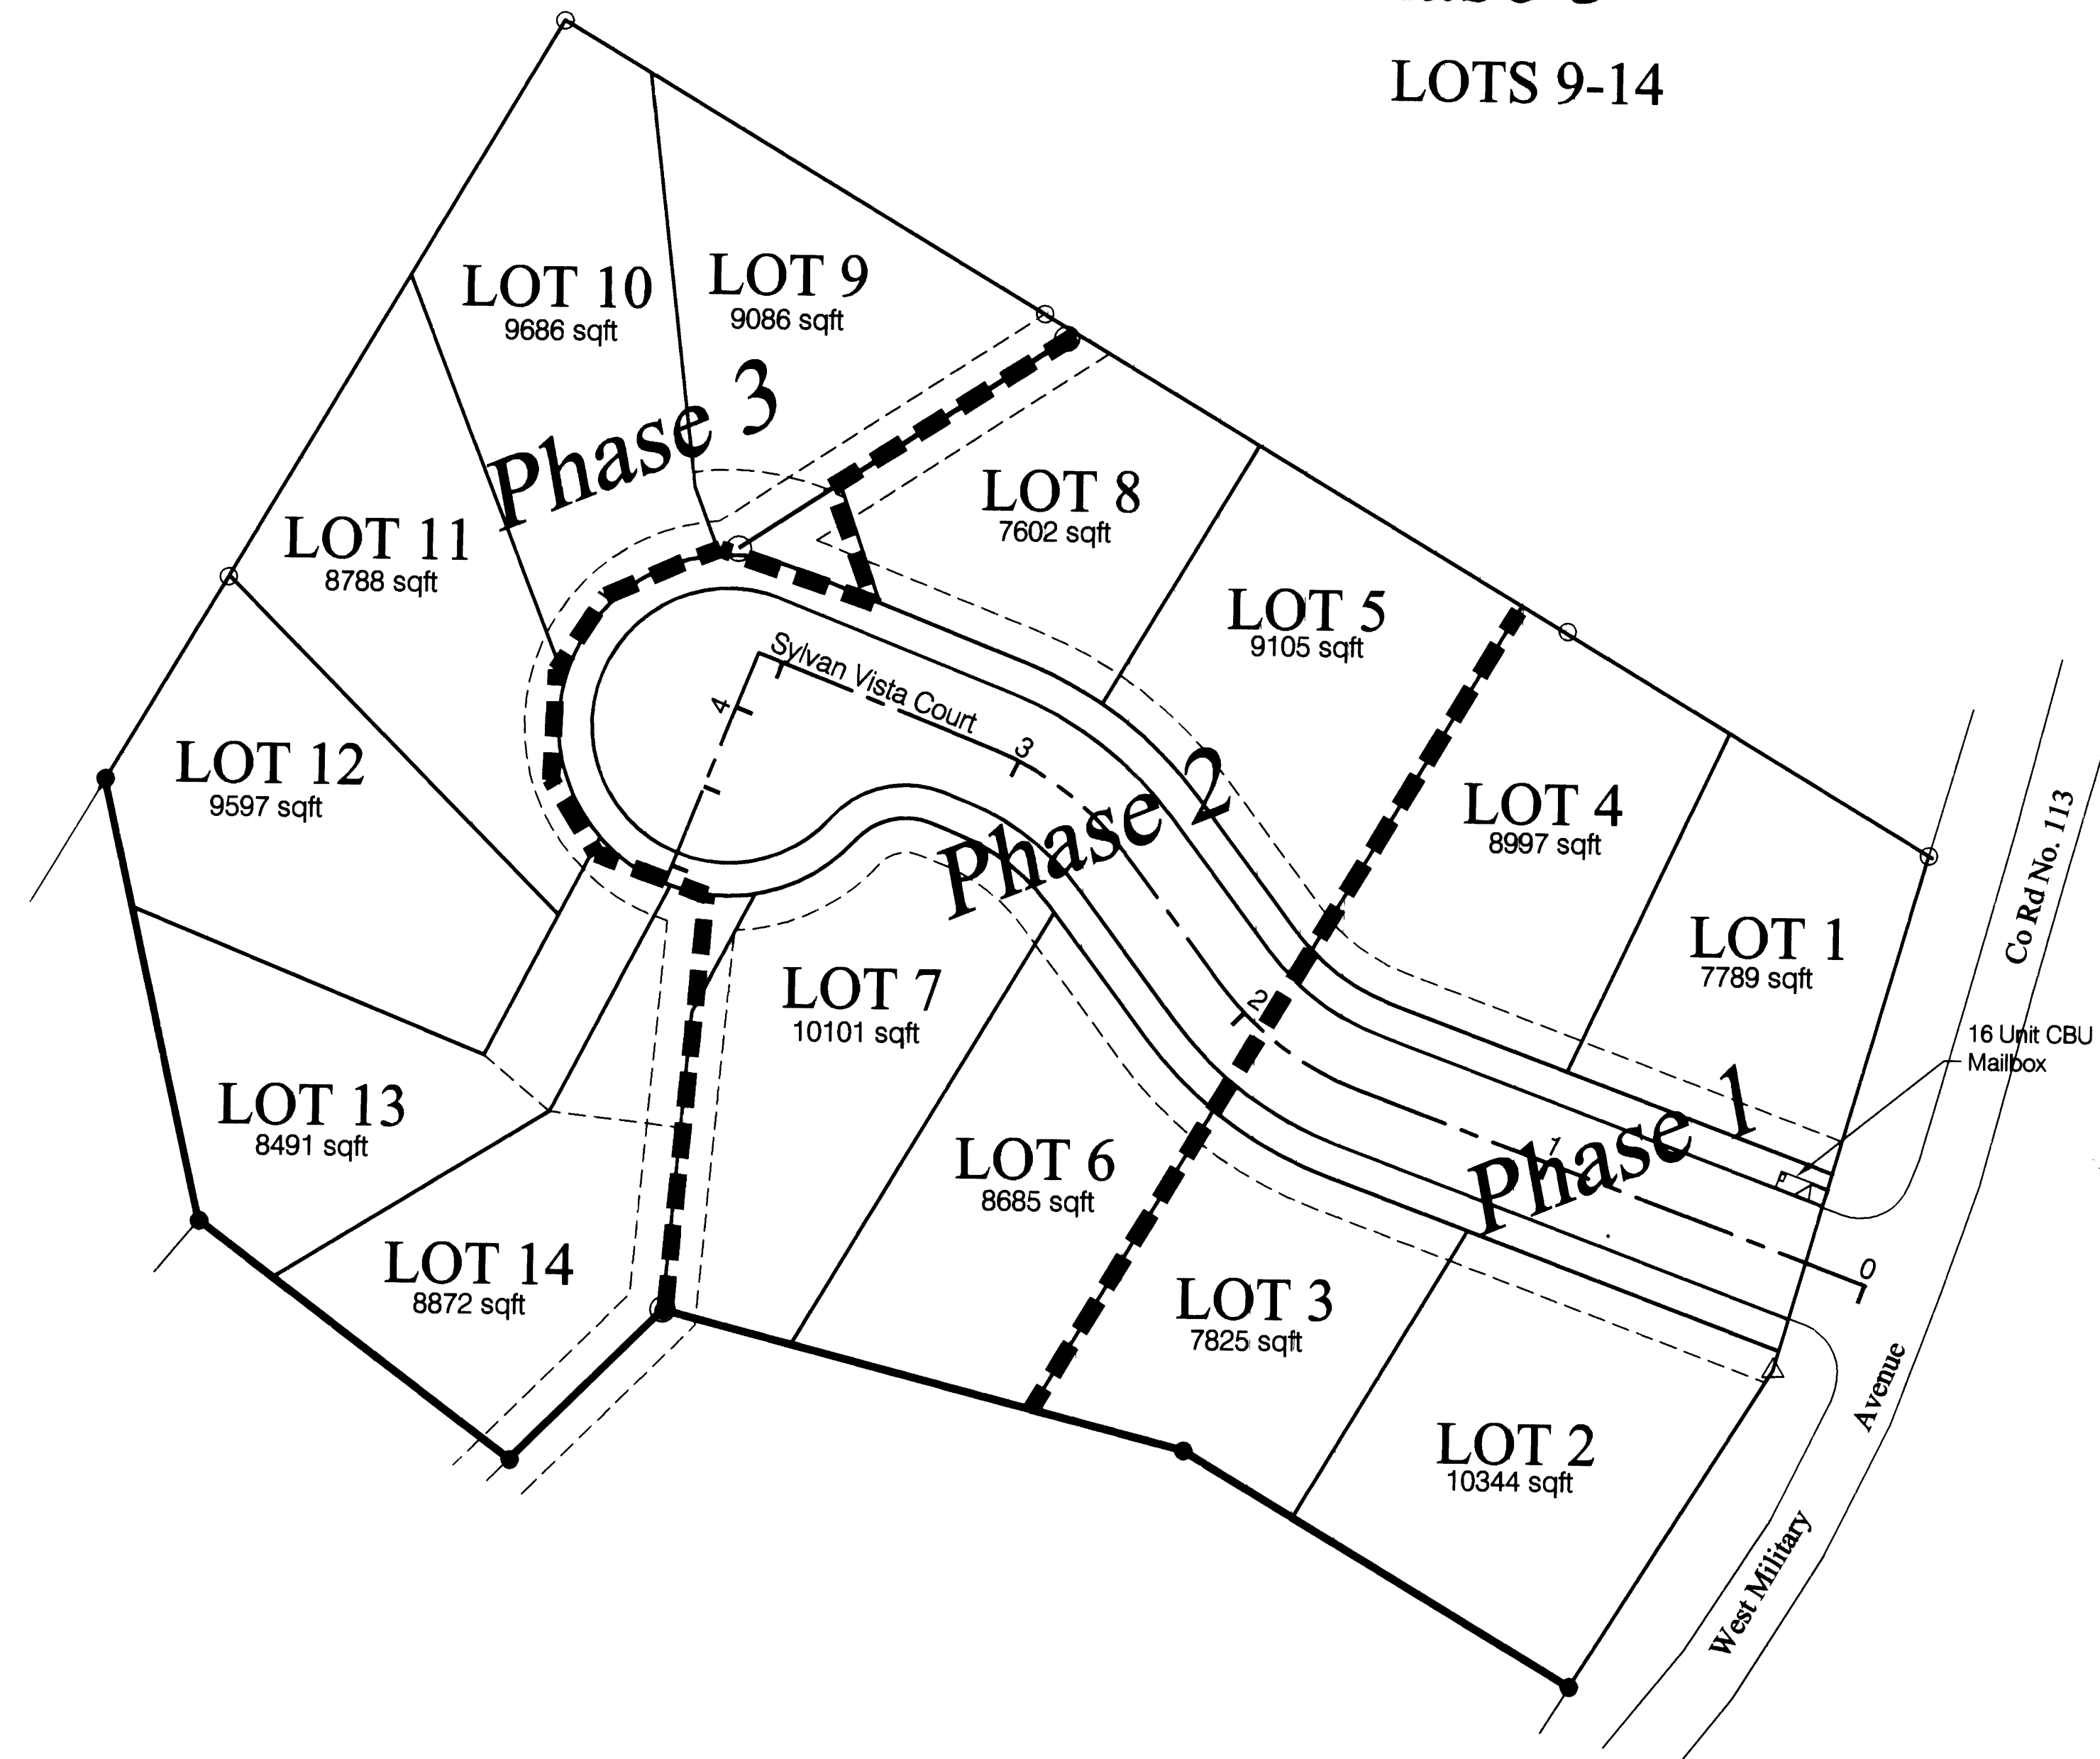 LOTS 9-14
LOT 10
9686 sqft
LOT 9
9086 sqft
Phase 3
LOT 11
8788 sqft
LOT 8
7602 sqft
LOT 5
9105 sqft
Sylvan Vista Court
4
3
LOT 12
9597 sqft
Phase 2
LOT 4
8997 sqft
Co Rd No. 113
LOT 1
7789 sqft
LOT 7
10101 sqft
2
16 Unit CBU
Mailbox
LOT 13
8491 sqft
LOT 6
8685 sqft
Phase 1
1
0
LOT 14
8872 sqft
LOT 3
7825 sqft
LOT 2
10344 sqft
West Military Avenue